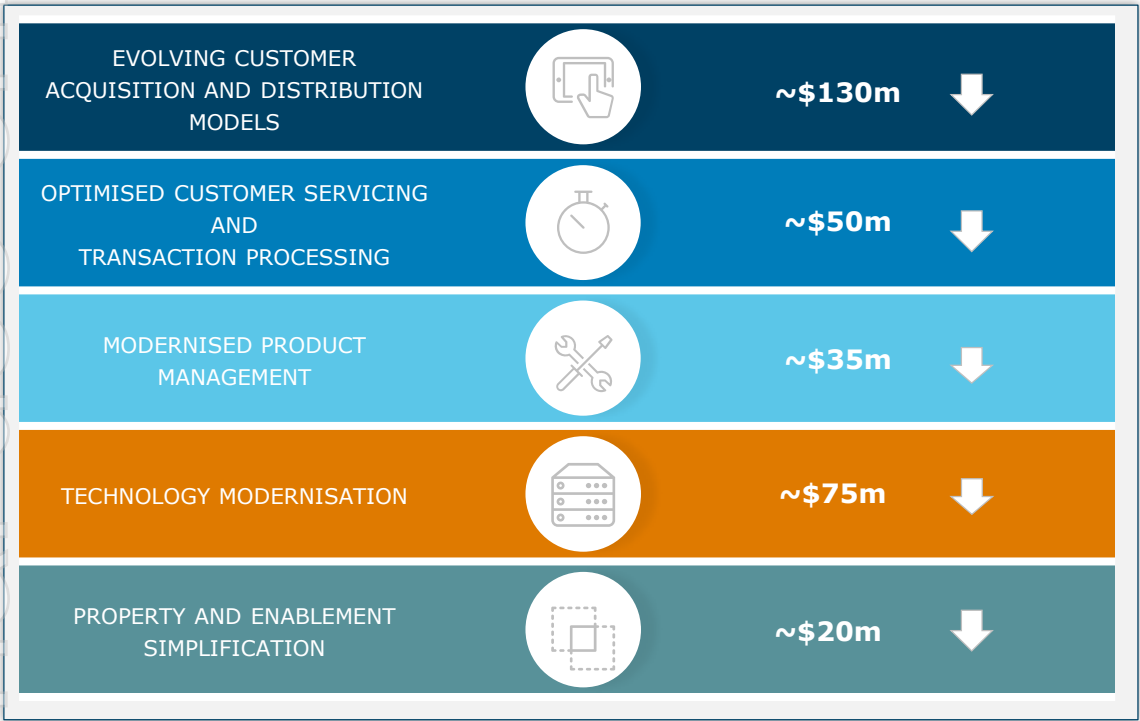 EVOLVING CUSTOMER
ACQUISITION AND DISTRIBUTION
MODELS
~$130m
OPTIMISED CUSTOMER SERVICING
AND
TRANSACTION PROCESSING
~$50m
MODERNISED PRODUCT
MANAGEMENT
~$35m
TECHNOLOGY MODERNISATION
~$75m
PROPERTY AND ENABLEMENT
SIMPLIFICATION
~$20m